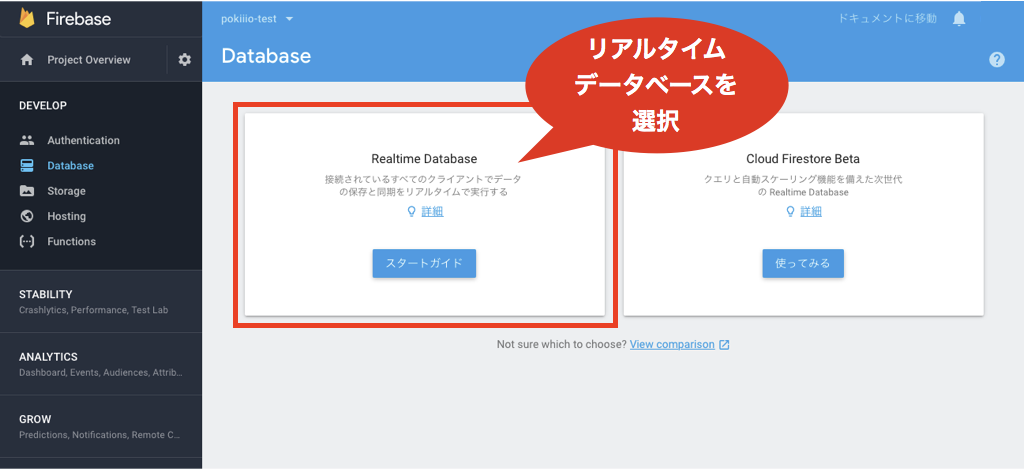 Firebase
Project Overview
DEVELOP
Authentication
Database
Storage
Hosting
Functions
STABILITY
Crashlytics, Performance, Test Lab
ANALYTICS
Dashboard, Events, Audiences, Attrib...
GROW
Predictions, Notifications, Remote C...
pokiiio-test
ドキュメントに移動
Database
リアルタイム
データベースを
選択
Realtime Database
接続されているすべてのクライアントでデータ
の保存と同期をリアルタイムで実行する
詳細
スタートガイド
Cloud Firestore Beta
クエリと自動スケーリング機能を備えた次世代
の Realtime Database
詳細
使ってみる
Not sure which to choose? View comparison